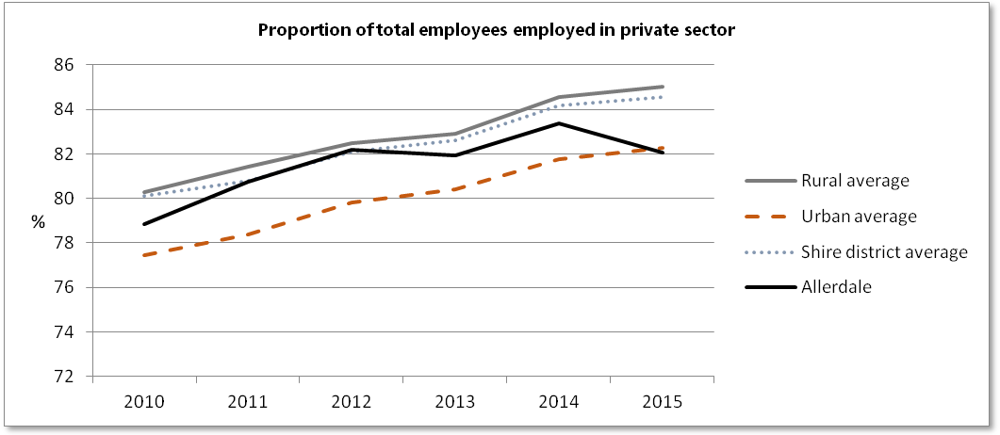 Proportion of total employees employed in private sector
86
84
82
80
78
76
74
72
%
2010 2011 2012 2013 2014 2015
Rural average
Urban average
Shire district average
Allerdale